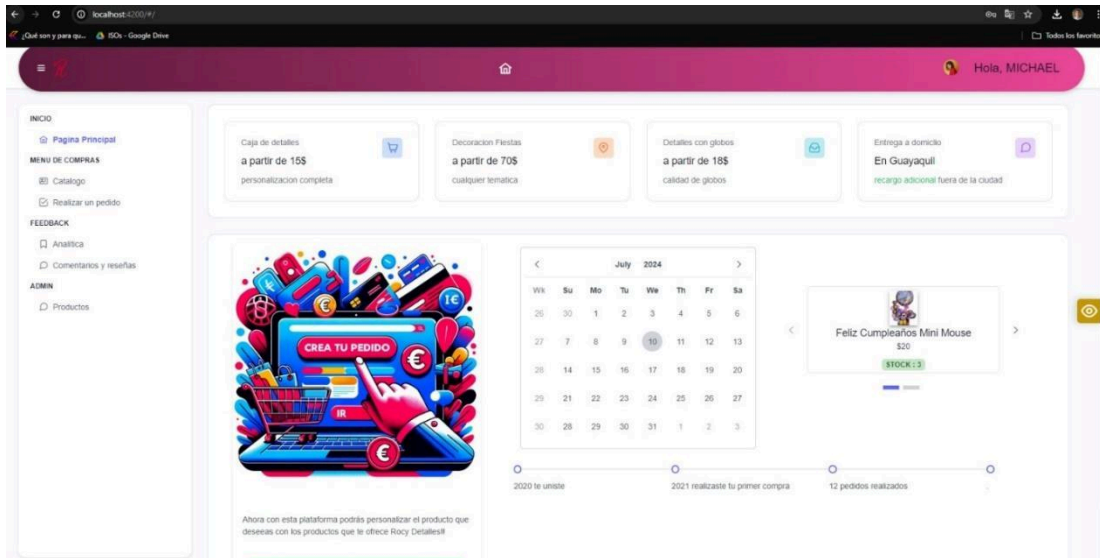 localhost:4200/#/
¿Qué son y para qu...
ISOs - Google Drive
Todos los favorito
Hola, MICHAEL
INICIO
Pagina Principal
MENU DE COMPRAS
Catalogo
Realizar un pedido
FEEDBACK
Analitica
Comentarios y reseñas
ADMIN
Productos
Caja de detalles
a partir de 15$
personalizacion completa
Decoracion Fiestas
a partir de 70$
cualquier tematica
Detalles con globos
a partir de 18$
calidad de globos
Entrega a domicilio
En Guayaquil
recargo adicional fuera de la ciudad
CREA TU PEDIDO
IR
1€
€
€
€
Ahora con esta plataforma podrás personalizar el producto que
deseeas con los productos que te ofrece Rocy Detalles!!
July 2024
Wk Su Mo Tu We Th Fr Sa
26 30 1 2 3 4 5 6
27 7 8 9 10 11 12 13
28 14 15 16 17 18 19 20
29 21 22 23 24 25 26 27
30 28 29 30 31 1 2 3
Feliz Cumpleaños Mini Mouse
$20
STOCK : 3
2020 te uniste
2021 realizaste tu primer compra
12 pedidos realizados
.